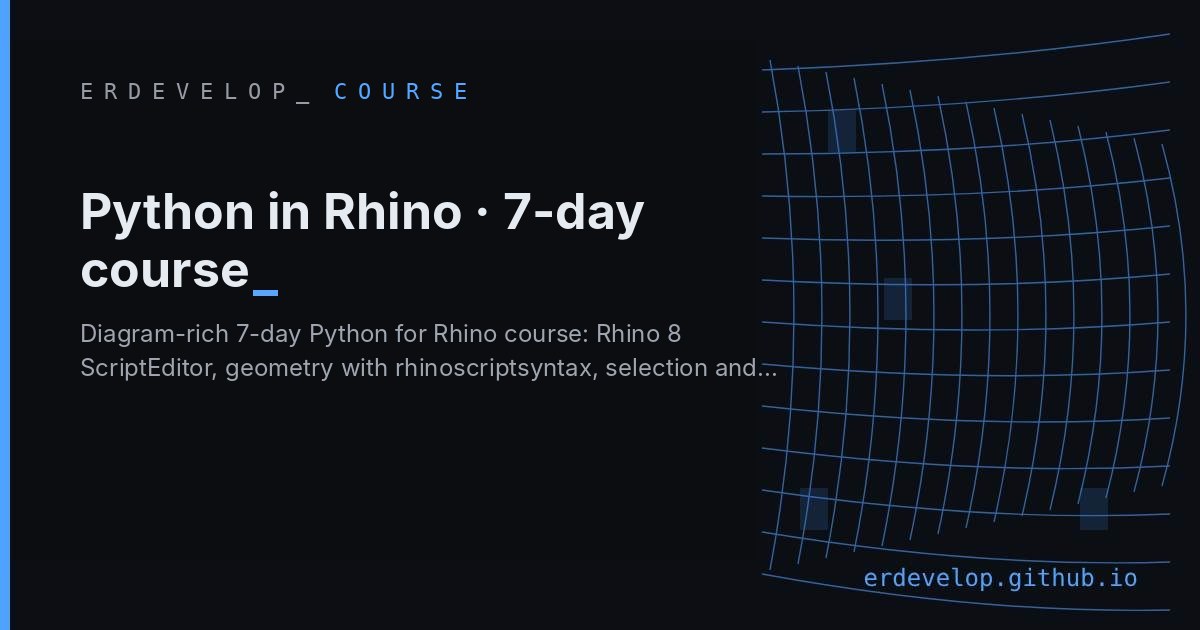 ERDEVELOP_ COURSE
Python in Rhino · 7-day
course_
Diagram-rich 7-day Python for Rhino course: Rhino 8
ScriptEditor, geometry with rhinoscriptsyntax, selection and…
erdevelop.github.io